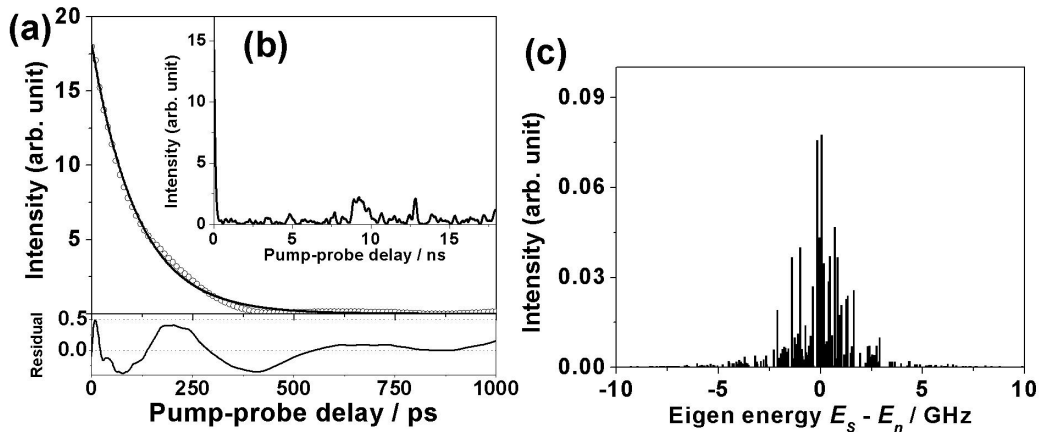 (a)
20
15
10
5
Intensity (arb. unit)
0.5
0.0
Residual
0 250 500 750 1000
Pump-probe delay / ps
(b)
15
10
5
0
Intensity (arb. unit)
0 5 10 15
Pump-probe delay / ns
(c)
0.09
0.06
0.03
0.00
Intensity (arb. unit)
-10 -5 0 5 10
Eigen energy Es - En / GHz